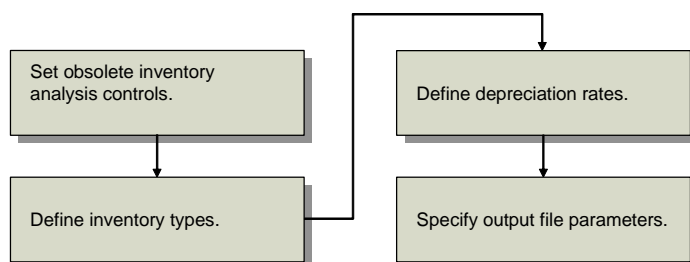 Set obsolete inventory
analysis controls.
Define inventory types.
Define depreciation rates.
Specify output file parameters.